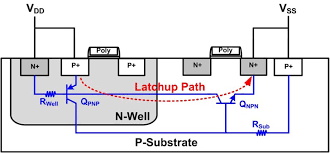 VDD
VSS
Poly
Poly
N+ P+ P+ N+ N+ P+
Latchup Path
RWell
QPNP
QNPN
N-Well
RSub
P-Substrate